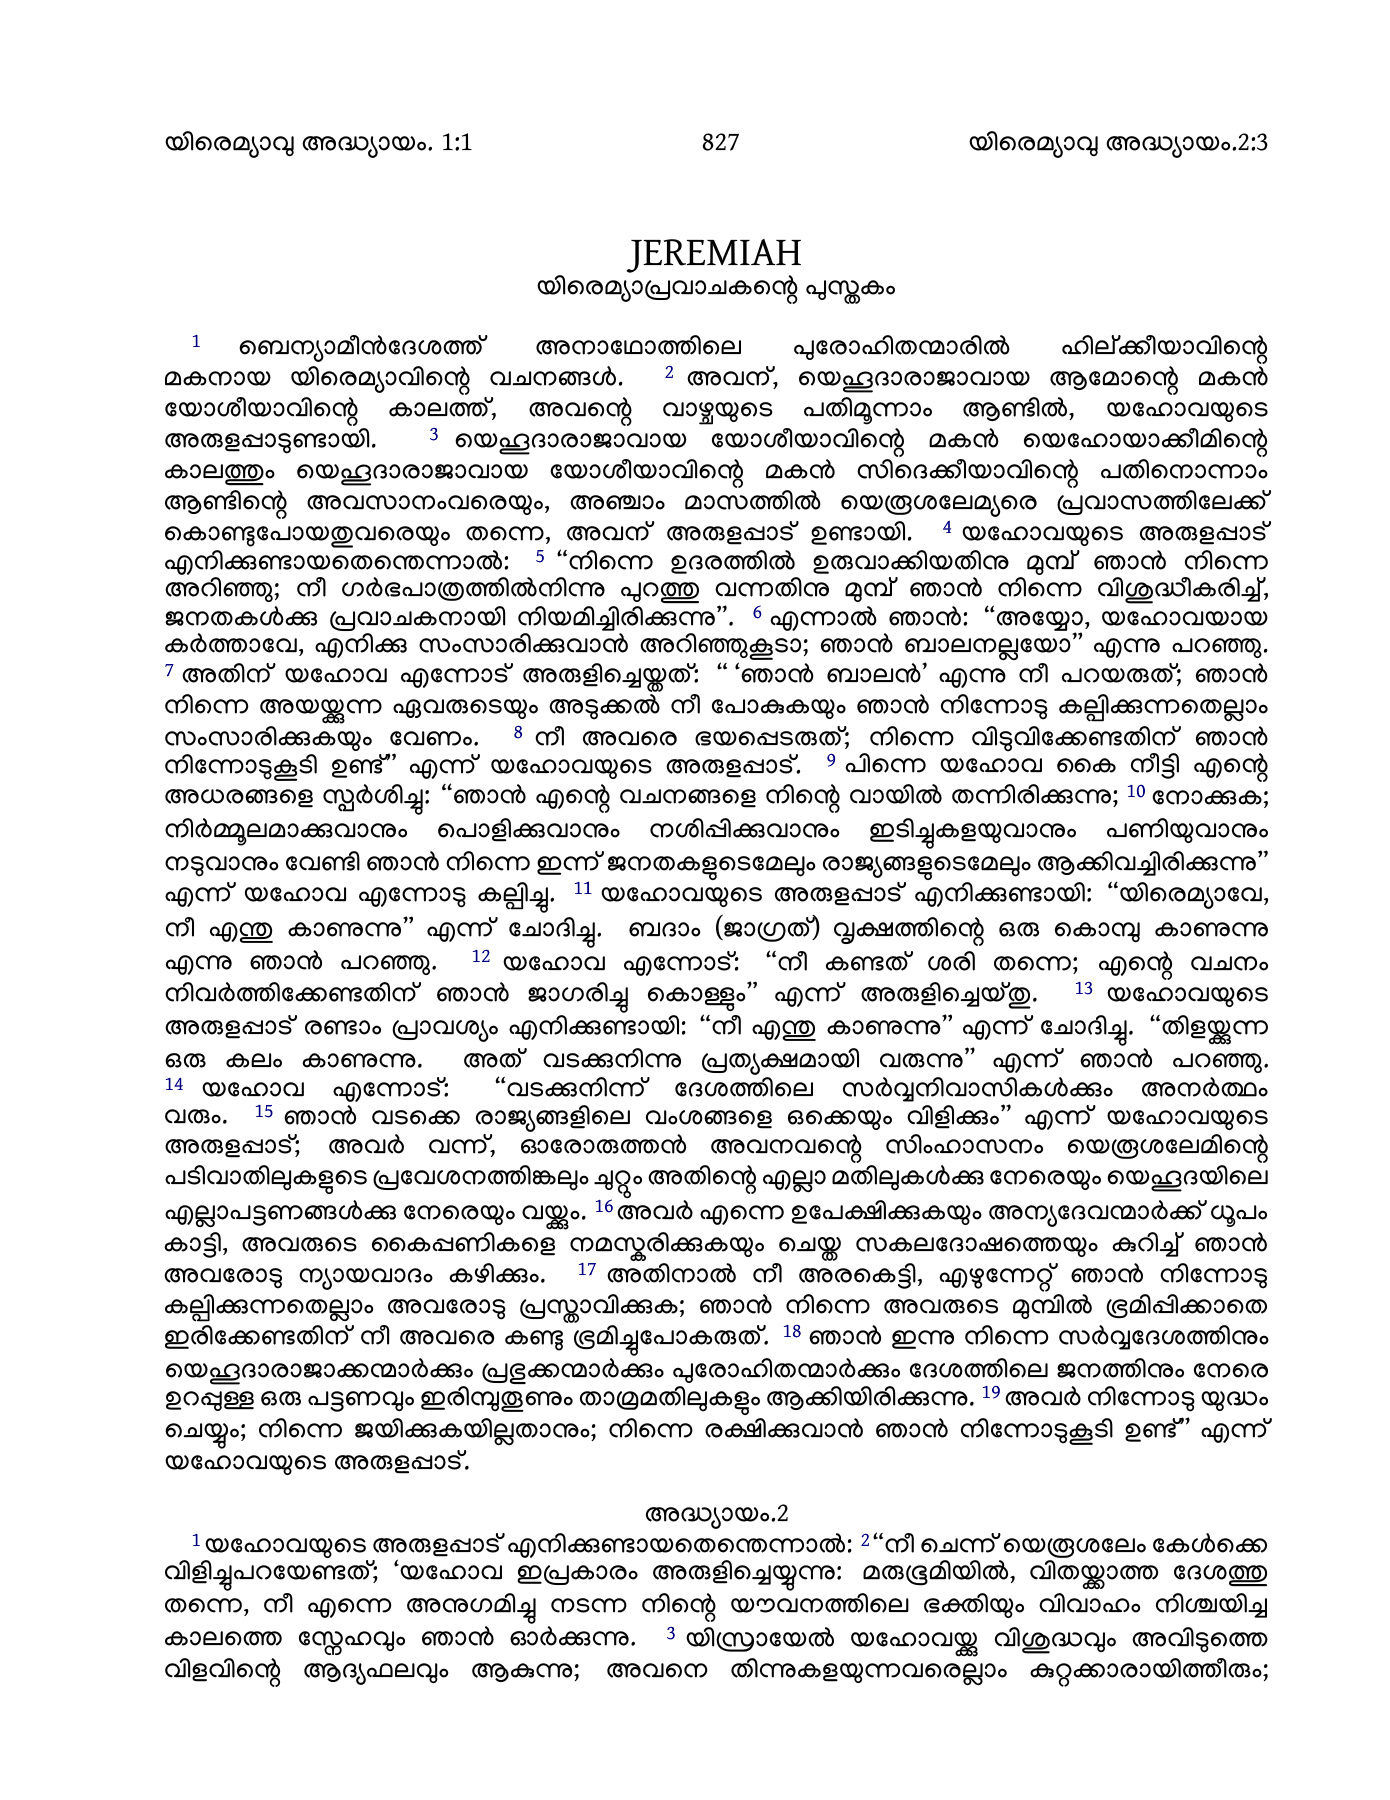 യിരെമ്യാവു അദ്ധ്യായം. 1:1 827 യിരെമ്യാവു അദ്ധ്യായം.2:3
JEREMIAH
യിരെമ്യാപ്രവാചകന്റെ പുസ്തകം
1 ബെന്യാമീൻദേശത്ത് അനാഥോത്തിലെ പുരോഹിതന്മാരിൽ ഹില്ക്കീയാവിന്റെ
മകനായ യിരെമ്യാവിന്റെ വചനങ്ങൾ. 2 അവന്, യെഹൂദാരാജാവായ ആമോന്റെ മകൻ
യോശീയാവിന്റെ കാലത്ത്, അവന്റെ വാഴ്ചയുടെ പതിമൂന്നാം ആണ്ടിൽ, യഹോവയുടെ
അരുളപ്പാടുണ്ടായി. 3 യെഹൂദാരാജാവായ യോശീയാവിന്റെ മകൻ യെഹോയാക്കീമിന്റെ
കാലത്തും യെഹൂദാരാജാവായ യോശീയാവിന്റെ മകൻ സിദെക്കീയാവിന്റെ പതിനൊന്നാം
ആണ്ടിന്റെ അവസാനംവരെയും, അഞ്ചാം മാസത്തിൽ യെരൂശലേമ്യരെ പ്രവാസത്തിലേക്ക്
കൊണ്ടുപോയതുവരെയും തന്നെ, അവന് അരുളപ്പാട് ഉണ്ടായി. 4 യഹോവയുടെ അരുളപ്പാട്
എനിക്കുണ്ടായതെന്തെന്നാൽ: 5 “നിന്നെ ഉദരത്തിൽ ഉരുവാക്കിയതിനു മുമ്പ് ഞാൻ നിന്നെ
അറിഞ്ഞു; നീ ഗർഭപാത്രത്തിൽനിന്നു പുറത്തു വന്നതിനു മുമ്പ് ഞാൻ നിന്നെ വിശുദ്ധീകരിച്ച്,
ജനതകൾക്കു പ്രവാചകനായി നിയമിച്ചിരിക്കുന്നു”. 6 എന്നാൽ ഞാൻ: “അയ്യോ, യഹോവയായ
കർത്താവേ, എനിക്കു സംസാരിക്കുവാൻ അറിഞ്ഞുകൂടാ; ഞാൻ ബാലനല്ലയോ” എന്നു പറഞ്ഞു.
7 അതിന് യഹോവ എന്നോട് അരുളിച്ചെയ്തത്: “ ‘ഞാൻ ബാലൻ’ എന്നു നീ പറയരുത്; ഞാൻ
നിന്നെ അയയ്ക്കുന്ന ഏവരുടെയും അടുക്കൽ നീ പോകുകയും ഞാൻ നിന്നോടു കല്പിക്കുന്നതെല്ലാം
സംസാരിക്കുകയും വേണം. 8 നീ അവരെ ഭയപ്പെടരുത്; നിന്നെ വിടുവിക്കേണ്ടതിന് ഞാൻ
നിന്നോടുകൂടി ഉണ്ട്” എന്ന് യഹോവയുടെ അരുളപ്പാട്. 9 പിന്നെ യഹോവ കൈ നീട്ടി എന്റെ
അധരങ്ങളെ സ്പർശിച്ചു: “ഞാൻ എന്റെ വചനങ്ങളെ നിന്റെ വായിൽ തന്നിരിക്കുന്നു; 10 നോക്കുക;
നിർമ്മൂലമാക്കുവാനും പൊളിക്കുവാനും നശിപ്പിക്കുവാനും ഇടിച്ചുകളയുവാനും പണിയുവാനും
നടുവാനും വേണ്ടി ഞാൻ നിന്നെ ഇന്ന് ജനതകളുടെമേലും രാജ്യങ്ങളുടെമേലും ആക്കിവച്ചിരിക്കുന്നു”
എന്ന് യഹോവ എന്നോടു കല്പിച്ചു. 11 യഹോവയുടെ അരുളപ്പാട് എനിക്കുണ്ടായി: “യിരെമ്യാവേ,
നീ എന്തു കാണുന്നു” എന്ന് ചോദിച്ചു. ബദാം (ജാഗ്രത്) വൃക്ഷത്തിന്റെ ഒരു കൊമ്പു കാണുന്നു
എന്നു ഞാൻ പറഞ്ഞു. 12 യഹോവ എന്നോട്: “നീ കണ്ടത് ശരി തന്നെ; എന്റെ വചനം
നിവർത്തിക്കേണ്ടതിന് ഞാൻ ജാഗരിച്ചു കൊള്ളും” എന്ന് അരുളിച്ചെയ്തു. 13 യഹോവയുടെ
അരുളപ്പാട് രണ്ടാം പ്രാവശ്യം എനിക്കുണ്ടായി: “നീ എന്തു കാണുന്നു” എന്ന് ചോദിച്ചു. “തിളയ്ക്കുന്ന
ഒരു കലം കാണുന്നു. അത് വടക്കുനിന്നു പ്രത്യക്ഷമായി വരുന്നു” എന്ന് ഞാൻ പറഞ്ഞു.
14 യഹോവ എന്നോട്: “വടക്കുനിന്ന് ദേശത്തിലെ സർവ്വനിവാസികൾക്കും അനർത്ഥം
വരും. 15 ഞാൻ വടക്കെ രാജ്യങ്ങളിലെ വംശങ്ങളെ ഒക്കെയും വിളിക്കും” എന്ന് യഹോവയുടെ
അരുളപ്പാട്; അവർ വന്ന്, ഓരോരുത്തൻ അവനവന്റെ സിംഹാസനം യെരൂശലേമിന്റെ
പടിവാതിലുകളുടെ പ്രവേശനത്തിങ്കലും ചുറ്റും അതിന്റെ എല്ലാ മതിലുകൾക്കു നേരെയും യെഹൂദയിലെ
എല്ലാപട്ടണങ്ങൾക്കു നേരെയും വയ്ക്കും. 16 അവർ എന്നെ ഉപേക്ഷിക്കുകയും അന്യദേവന്മാർക്ക് ധൂപം
കാട്ടി, അവരുടെ കൈപ്പണികളെ നമസ്കരിക്കുകയും ചെയ്ത സകലദോഷത്തെയും കുറിച്ച് ഞാൻ
അവരോടു ന്യായവാദം കഴിക്കും. 17 അതിനാൽ നീ അരകെട്ടി, എഴുന്നേറ്റ് ഞാൻ നിന്നോടു
കല്പിക്കുന്നതെല്ലാം അവരോടു പ്രസ്താവിക്കുക; ഞാൻ നിന്നെ അവരുടെ മുമ്പിൽ ഭ്രമിപ്പിക്കാതെ
ഇരിക്കേണ്ടതിന് നീ അവരെ കണ്ടു ഭ്രമിച്ചുപോകരുത്. 18 ഞാൻ ഇന്നു നിന്നെ സർവ്വദേശത്തിനും
യെഹൂദാരാജാക്കന്മാർക്കും പ്രഭുക്കന്മാർക്കും പുരോഹിതന്മാർക്കും ദേശത്തിലെ ജനത്തിനും നേരെ
ഉറപ്പുള്ള ഒരു പട്ടണവും ഇരിമ്പുതൂണും താമ്രമതിലുകളും ആക്കിയിരിക്കുന്നു. 19 അവർ നിന്നോടു യുദ്ധം
ചെയ്യും; നിന്നെ ജയിക്കുകയില്ലതാനും; നിന്നെ രക്ഷിക്കുവാൻ ഞാൻ നിന്നോടുകൂടി ഉണ്ട്” എന്ന്
യഹോവയുടെ അരുളപ്പാട്.
അദ്ധ്യായം.2
1 യഹോവയുടെ അരുളപ്പാട് എനിക്കുണ്ടായതെന്തെന്നാൽ: 2 “നീ ചെന്ന് യെരൂശലേം കേൾക്കെ
വിളിച്ചുപറയേണ്ടത്; ‘യഹോവ ഇപ്രകാരം അരുളിച്ചെയ്യുന്നു: മരുഭൂമിയിൽ, വിതയ്ക്കാത്ത ദേശത്തു
തന്നെ, നീ എന്നെ അനുഗമിച്ചു നടന്ന നിന്റെ യൗവനത്തിലെ ഭക്തിയും വിവാഹം നിശ്ചയിച്ച
കാലത്തെ സ്നേഹവും ഞാൻ ഓർക്കുന്നു. 3 യിസ്രായേൽ യഹോവയ്ക്കു വിശുദ്ധവും അവിടുത്തെ
വിളവിന്റെ ആദ്യഫലവും ആകുന്നു; അവനെ തിന്നുകളയുന്നവരെല്ലാം കുറ്റക്കാരായിത്തീരും;